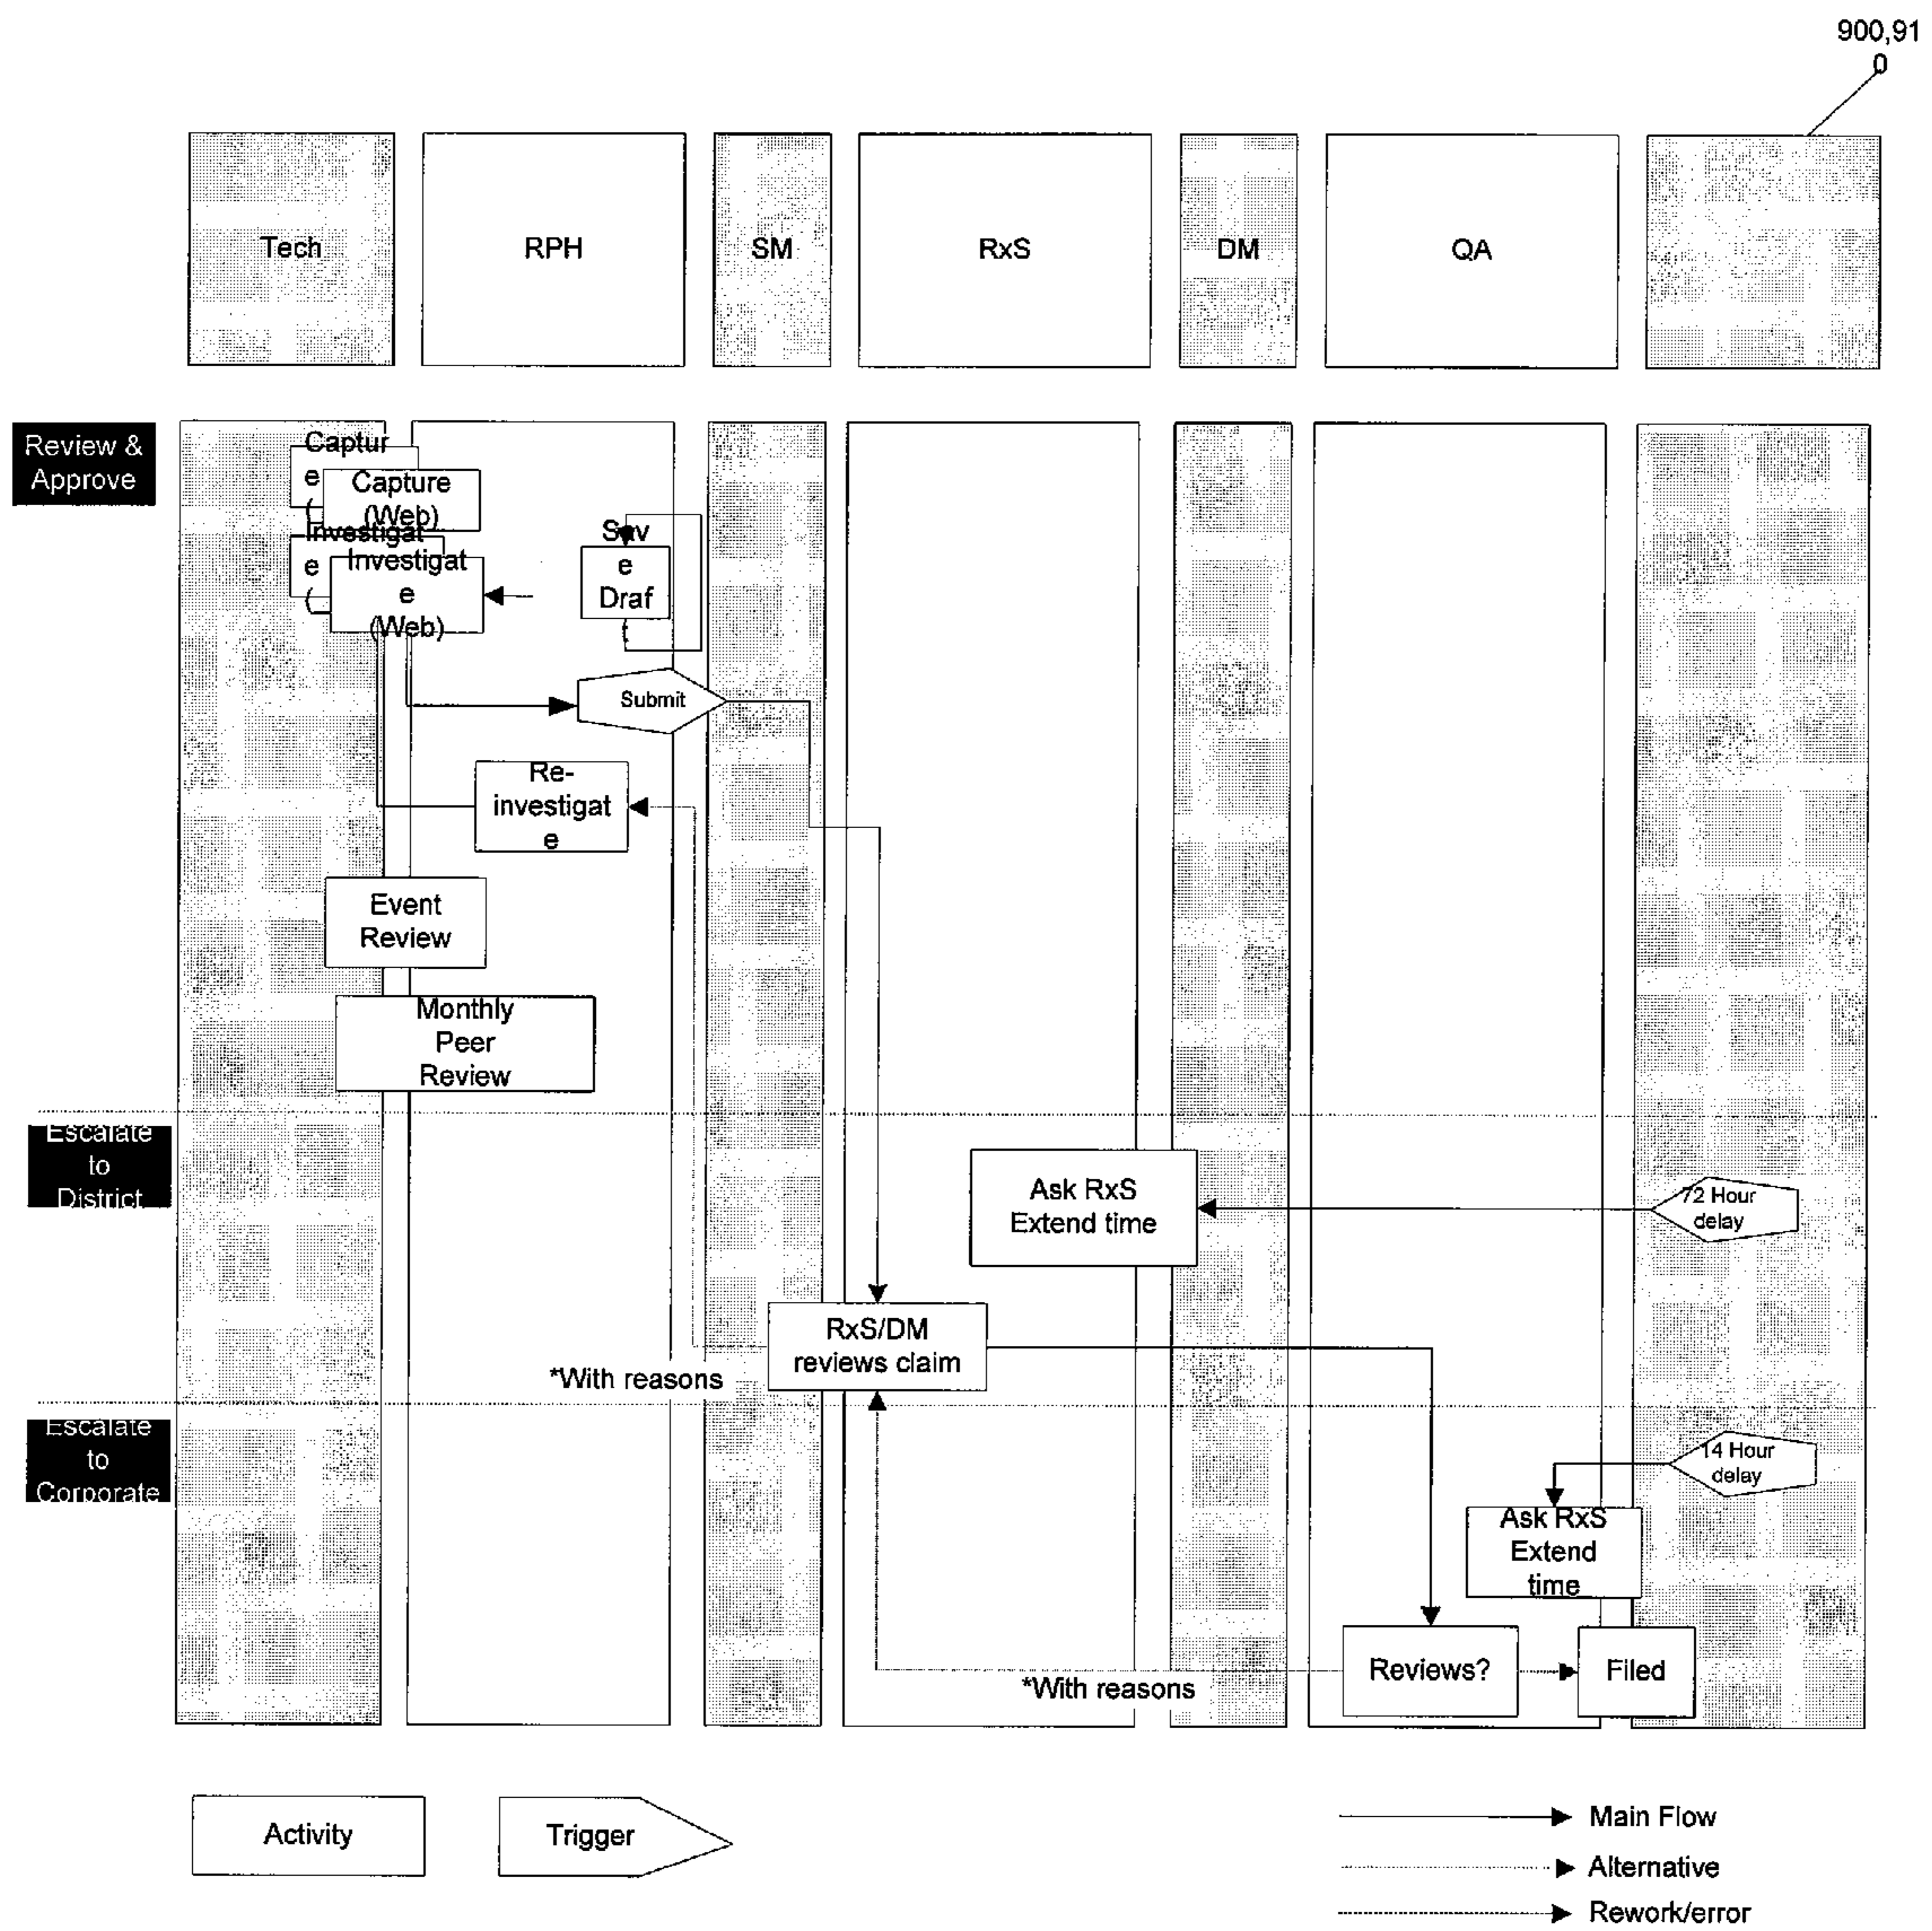 900,91
0
Tech
RPH
SM
RxS
DM
QA
Review &
Approve
Captur
e
(
Capture
(Web)
Investigat
e
(
Investigat
e
(Web)
Sav
e
Draf
Submit
Re-
investigat
e
Event
Review
Monthly
Peer
Review
Escalate
to
District
Ask RxS
Extend time
72 Hour
delay
RxS/DM
reviews claim
*With reasons
Escalate
to
Corporate
14 Hour
delay
Ask RxS
Extend
time
Reviews?
Filed
*With reasons
Activity
Trigger
Main Flow
Alternative
Rework/error